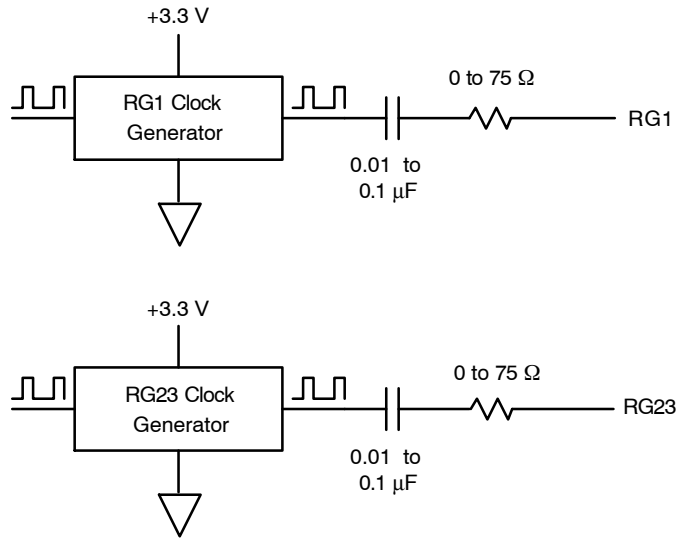 +3.3 V
0 to 75 Ω
RG1 Clock
Generator
RG1
0.01 to
0.1 μF
+3.3 V
0 to 75 Ω
RG23 Clock
Generator
RG23
0.01 to
0.1 μF